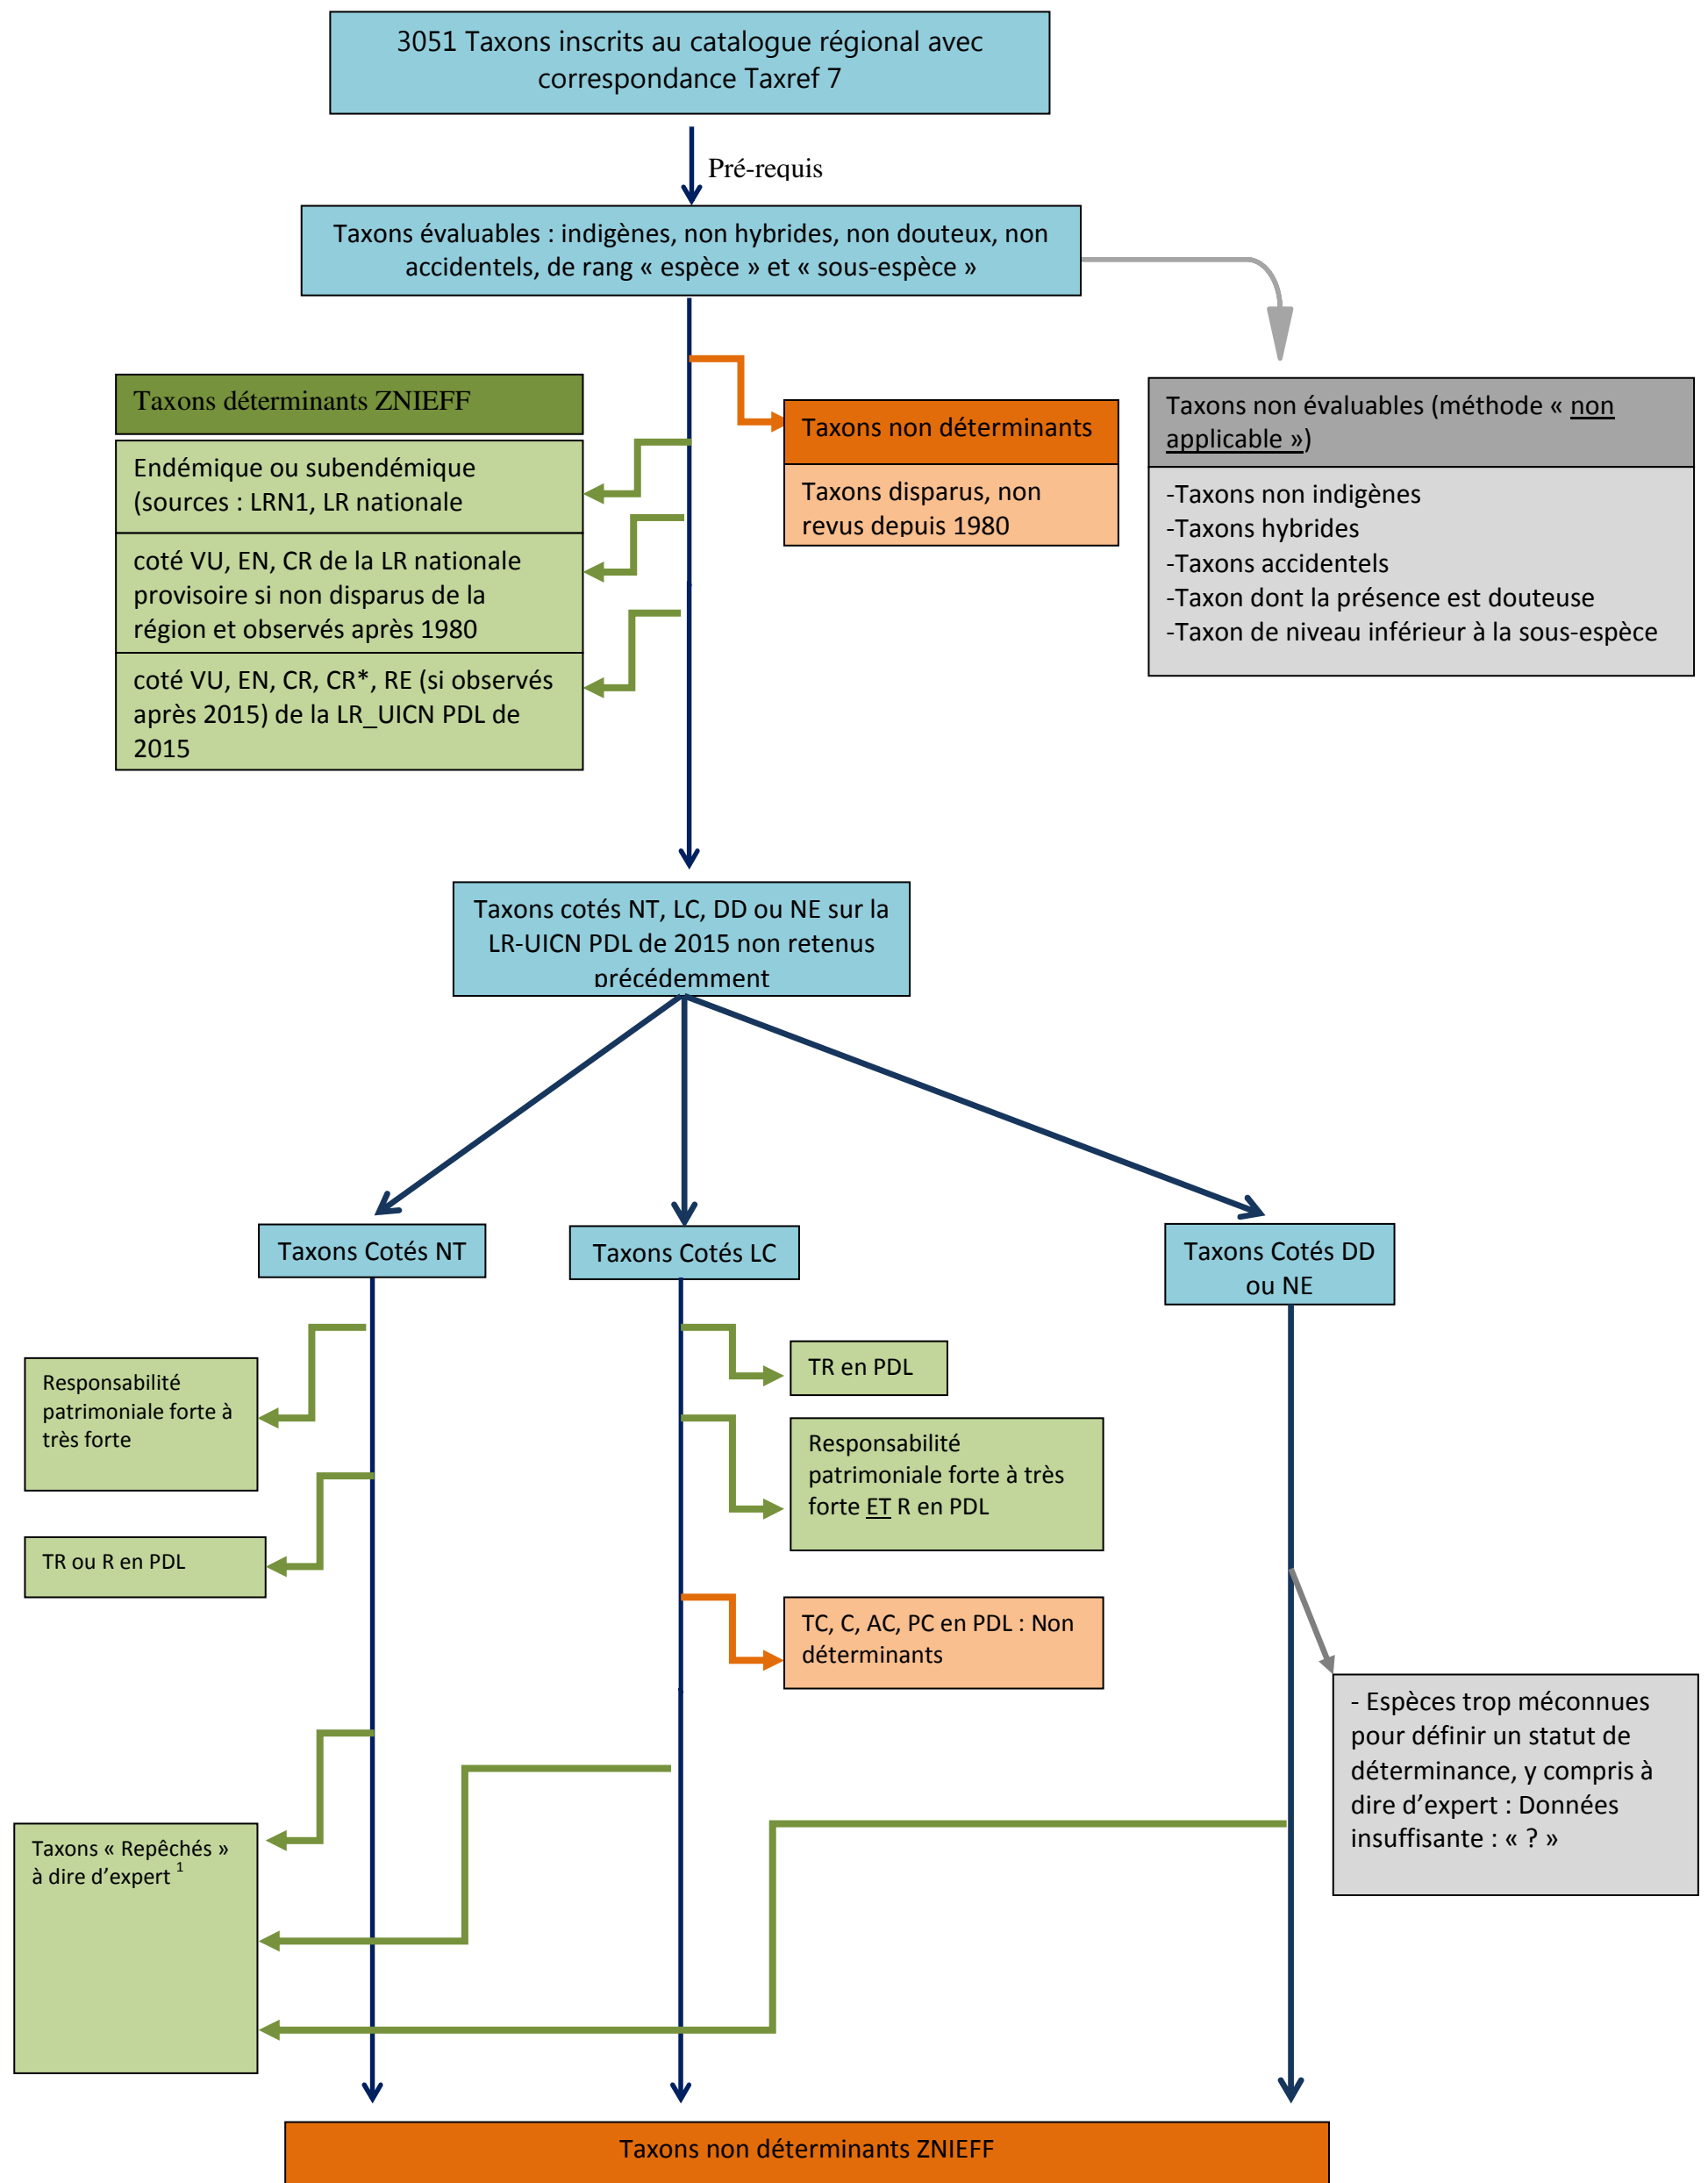 3051 Taxons inscrits au catalogue régional avec
correspondance Taxref 7
Pré-requis
Taxons évaluables : indigènes, non hybrides, non douteux, non
accidentels, de rang « espèce » et « sous-espèce »
Taxons déterminants ZNIEFF
Endémique ou subendémique
(sources : LRN1, LR nationale
coté VU, EN, CR de la LR nationale
provisoire si non disparus de la
région et observés après 1980
coté VU, EN, CR, CR*, RE (si observés
après 2015) de la LR_UICN PDL de
2015
Taxons non déterminants
Taxons disparus, non
revus depuis 1980
Taxons non évaluables (méthode « non
applicable »)
-Taxons non indigènes
-Taxons hybrides
-Taxons accidentels
-Taxon dont la présence est douteuse
-Taxon de niveau inférieur à la sous-espèce
Taxons cotés NT, LC, DD ou NE sur la
LR-UICN PDL de 2015 non retenus
précédemment
Taxons Cotés NT
Taxons Cotés LC
Taxons Cotés DD
ou NE
Responsabilité
patrimoniale forte à
très forte
TR ou R en PDL
TR en PDL
Responsabilité
patrimoniale forte à très
forte ET R en PDL
TC, C, AC, PC en PDL : Non
déterminants
- Espèces trop méconnues
pour définir un statut de
déterminance, y compris à
dire d’expert : Données
insuffisante : « ? »
Taxons « Repêchés »
à dire d’expert 1
Taxons non déterminants ZNIEFF